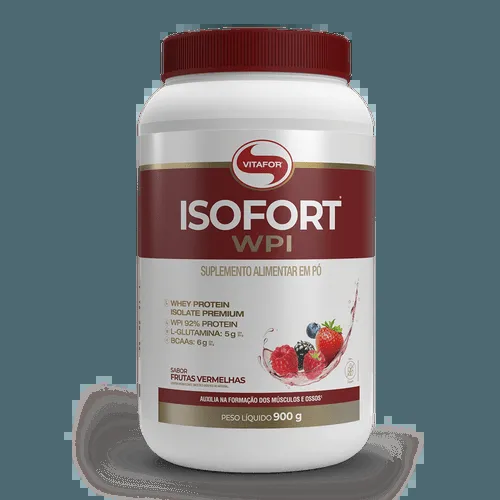 VITAFOR
ISOFORT
WPI
SUPLEMENTO ALIMENTAR EM PÓ
WHEY PROTEIN
ISOLATE PREMIUM
WPI 92% PROTEIN
L-GLUTAMINA: 5g
BCAAs: 6g
SABOR
FRUTAS VERMELHAS
AUXILIA NA FORMAÇÃO DOS MÚSCULOS E OSSOS*
PESO LÍQUIDO 900 g